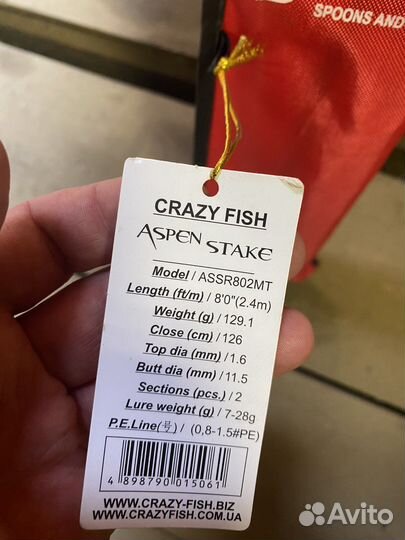 SPOONS AND
CRAZY FISH
ASPEN STAKE
Model / ASSR802MT
Length (ft/m) / 8'0"(2.4m)
Weight (g) / 129.1
Close (cm) / 126
Top dia (mm) / 1.6
Butt dia (mm) / 11.5
Sections (pcs.) / 2
Lure weight (g) / 7-28g
P.E.Line(号) / (0,8-1.5#PE)
4 898790 015061
WWW.CRAZY-FISH.BIZ
WWW.CRAZYFISH.COM.UA
Avito